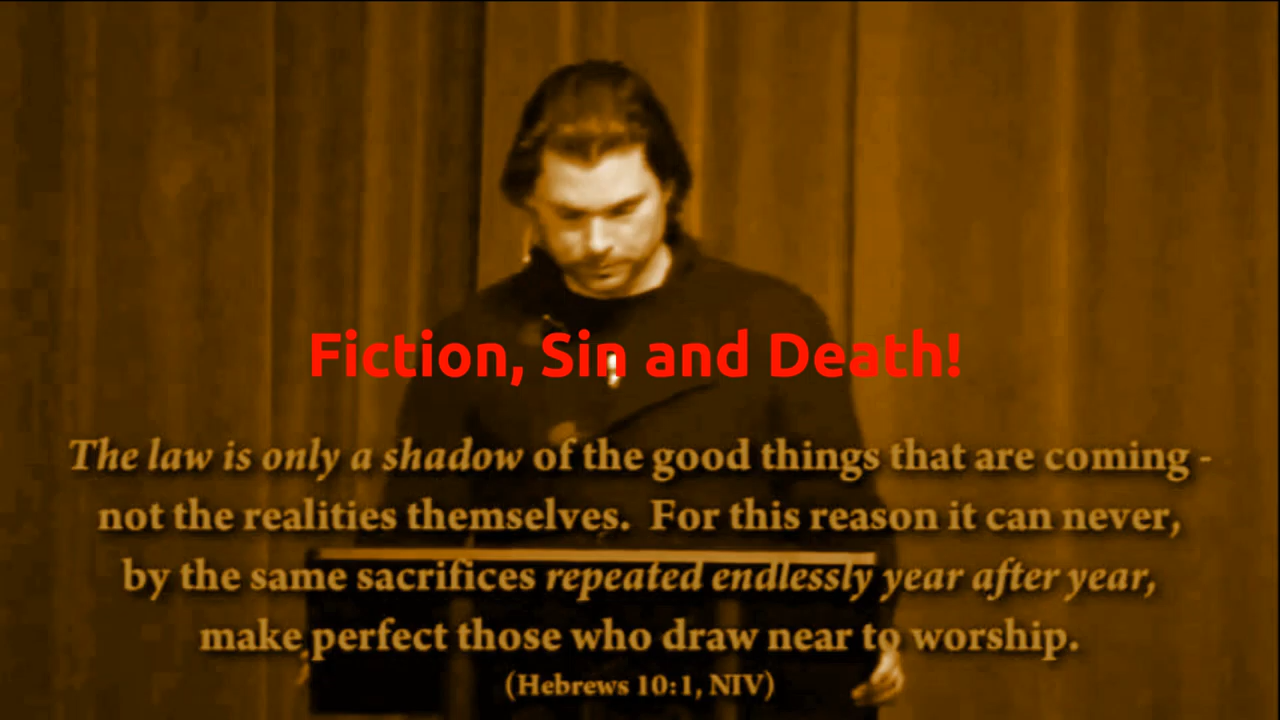 Fiction, Sin and Death!
The law is only a shadow of the good things that are coming -
not the realities themselves.  For this reason it can never,
by the same sacrifices repeated endlessly year after year,
make perfect those who draw near to worship.
(Hebrews 10:1, NIV)